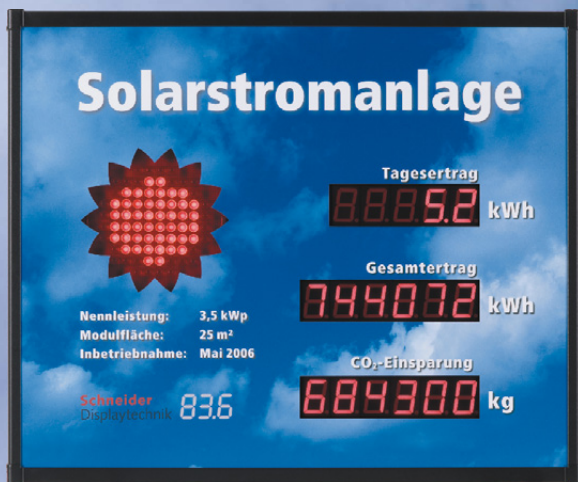 Solarstromanlage
Tagesertrag
5.2 kWh
Gesamtertrag
744072 kWh
Nennleistung: 3,5 kWp
Modulfläche: 25 m²
Inbetriebnahme: Mai 2006
CO₂-Einsparung
684300 kg
Schneider
Displaytechnik 83.6